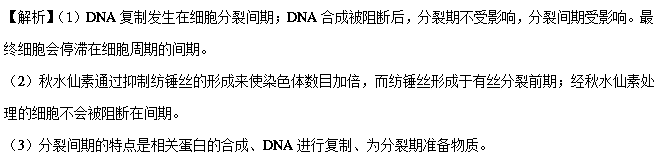 【解析】（1）DNA 复制发生在细胞分裂间期；DNA 合成被阻断后，分裂期不受影响，分裂间期受影响。最
终细胞会停滞在细胞周期的间期。
（2）秋水仙素通过抑制纺锤丝的形成来使染色体数目加倍，而纺锤丝形成于有丝分裂前期；经秋水仙素处
理的细胞不会被阻断在间期。
（3）分裂间期的特点是相关蛋白的合成、DNA 进行复制、为分裂期准备物质。